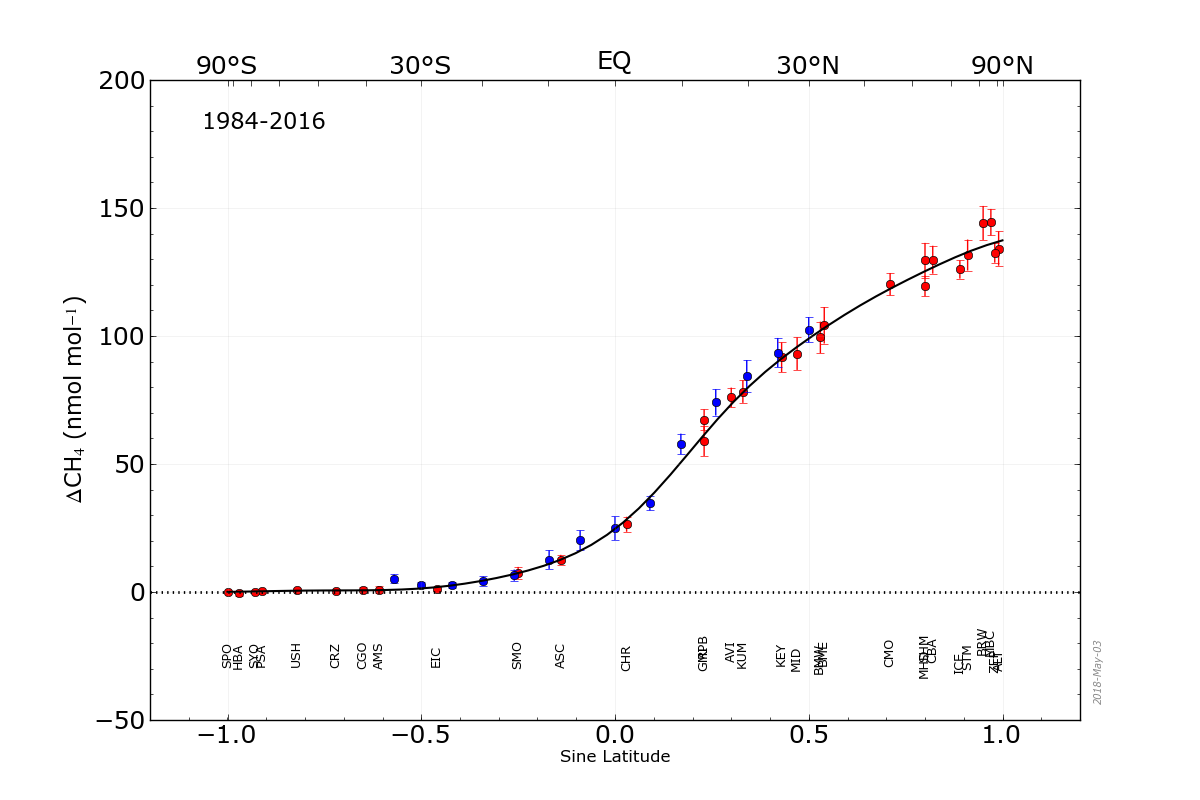 90°S 30°S EQ 30°N 90°N
200
1984-2016
150
100
ΔCH₄ (nmol mol⁻¹)
50
0
SPO HBA SYO PSA USH CRZ CGO AMS EIC SMO ASC CHR GMI RPB AVI KUM KEY MID BMW BME CMO MHD SHM CBA ICE STM BRW ALT
2018-May-03
−50
−1.0 −0.5 0.0 0.5 1.0
Sine Latitude